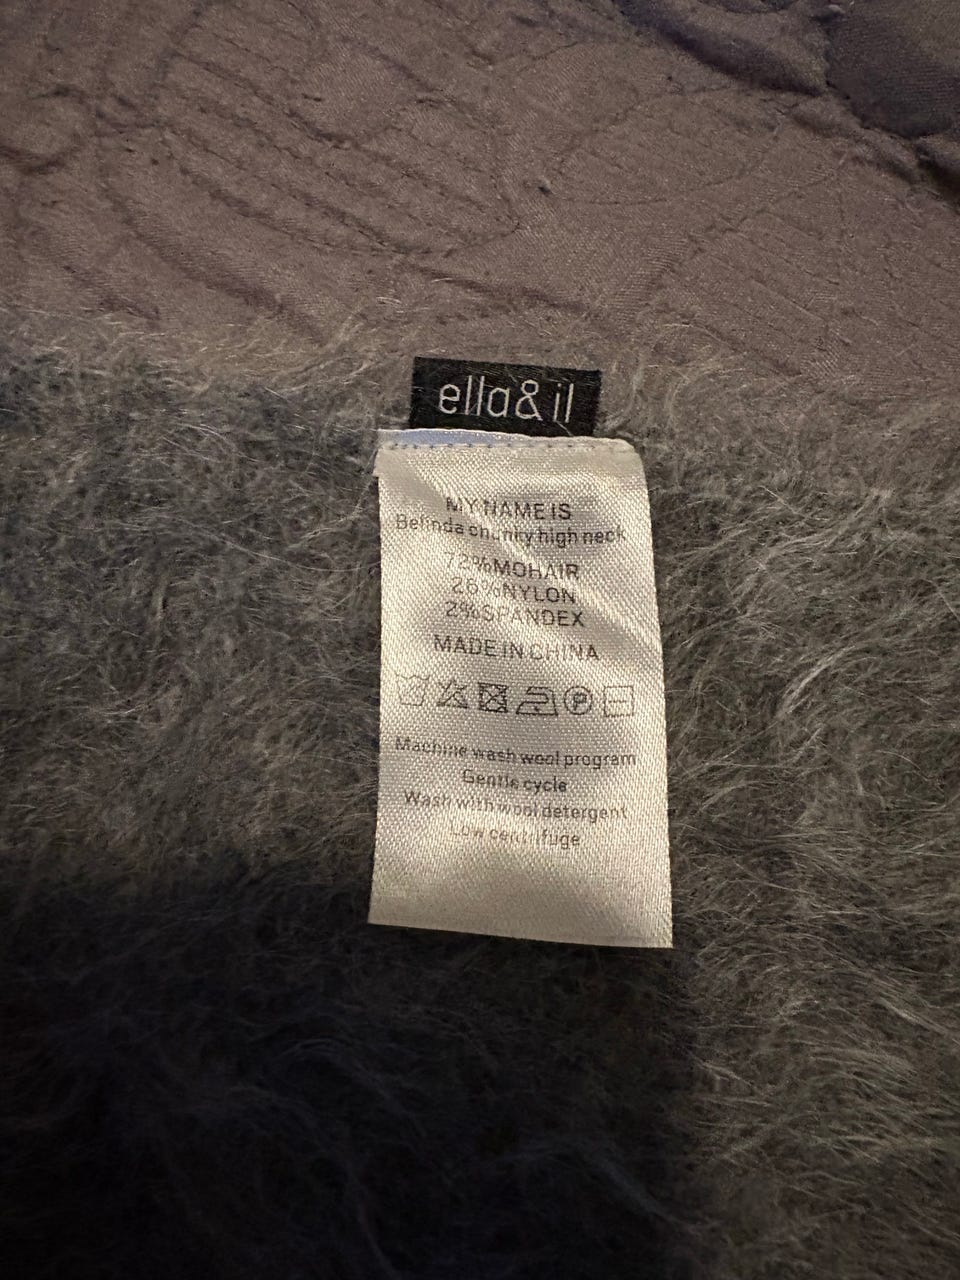 ella& il
MY NAME IS
Belinda chunky high neck
72%MOHAIR
26%NYLON
2%SPANDEX
MADE IN CHINA
P
Machine wash wool program
Gentle cycle
Wash with wool detergent
Low centrifuge